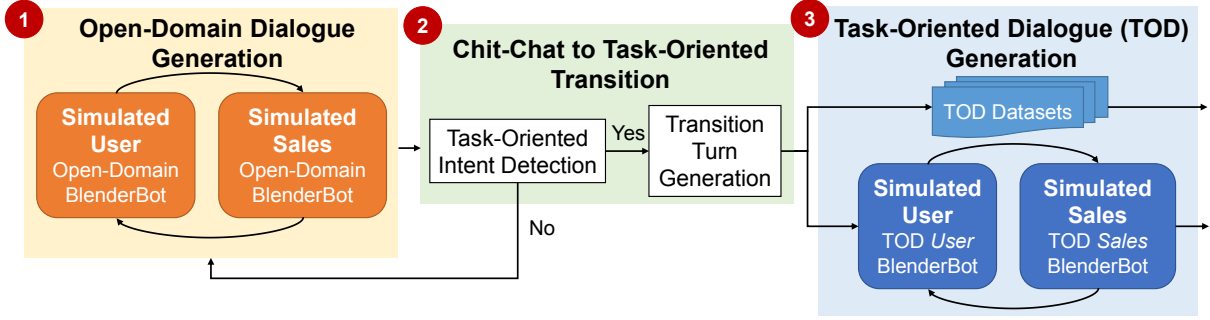 1
Open-Domain Dialogue
Generation
Simulated
User
Open-Domain
BlenderBot
Simulated
Sales
Open-Domain
BlenderBot
2
Chit-Chat to Task-Oriented
Transition
Task-Oriented
Intent Detection
Yes
No
Transition
Turn
Generation
3
Task-Oriented Dialogue (TOD)
Generation
TOD Datasets
Simulated
User
TOD User
BlenderBot
Simulated
Sales
TOD Sales
BlenderBot